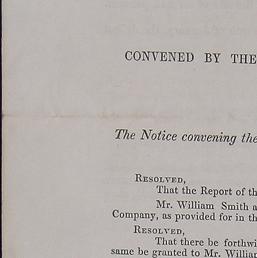 CONVENED BY THE
The Notice convening the
RESOLVED,
That the Report of th
Mr. William Smith a
Company, as provided for in th
RESOLVED,
That there be forthwi
same be granted to Mr. Willia